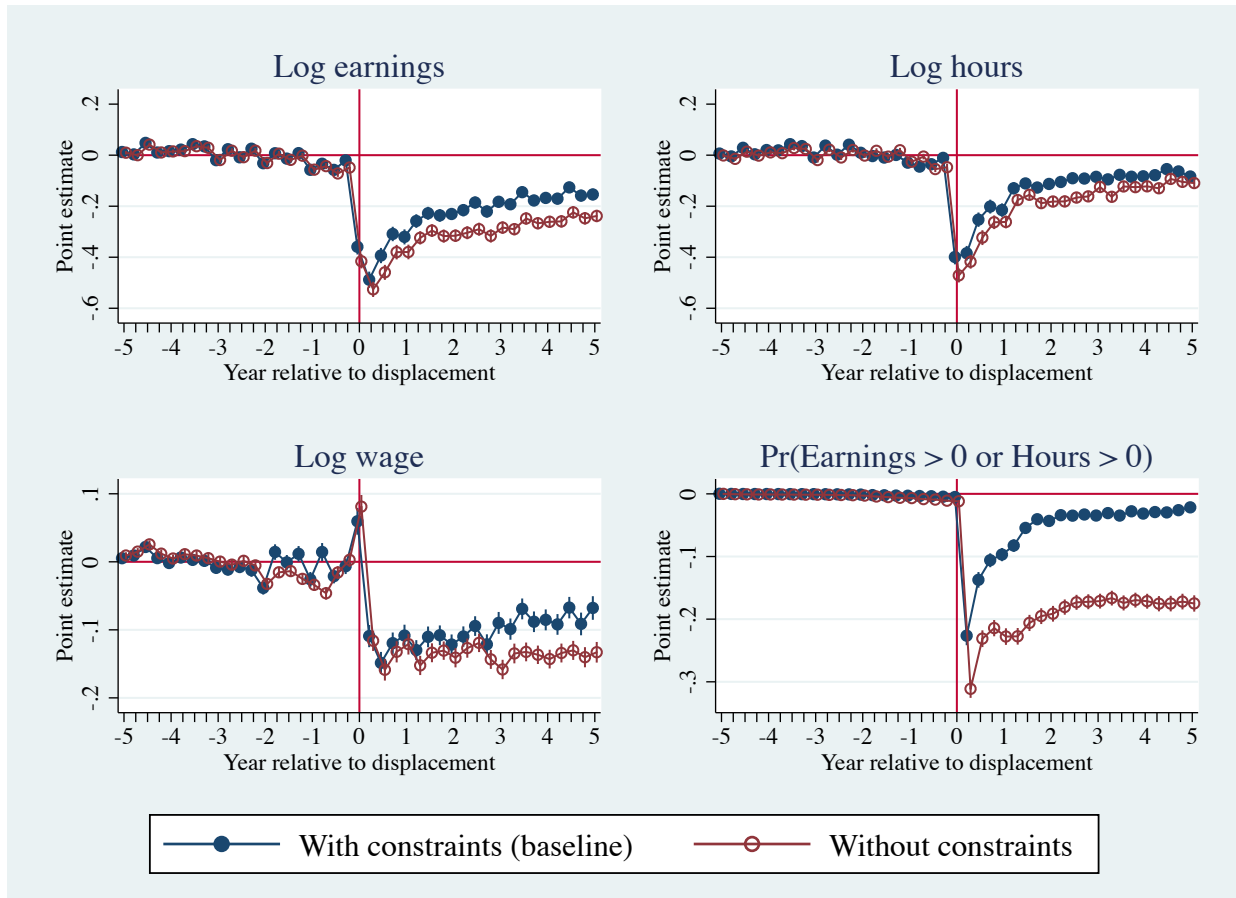 Log earnings
Point estimate
.2
0
-.2
-.4
-.6
-5 -4 -3 -2 -1 0 1 2 3 4 5
Year relative to displacement
Log hours
Point estimate
.2
0
-.2
-.4
-.6
-5 -4 -3 -2 -1 0 1 2 3 4 5
Year relative to displacement
Log wage
Point estimate
.1
0
-.1
-.2
-5 -4 -3 -2 -1 0 1 2 3 4 5
Year relative to displacement
Pr(Earnings > 0 or Hours > 0)
Point estimate
0
-.1
-.2
-.3
-5 -4 -3 -2 -1 0 1 2 3 4 5
Year relative to displacement
With constraints (baseline) Without constraints